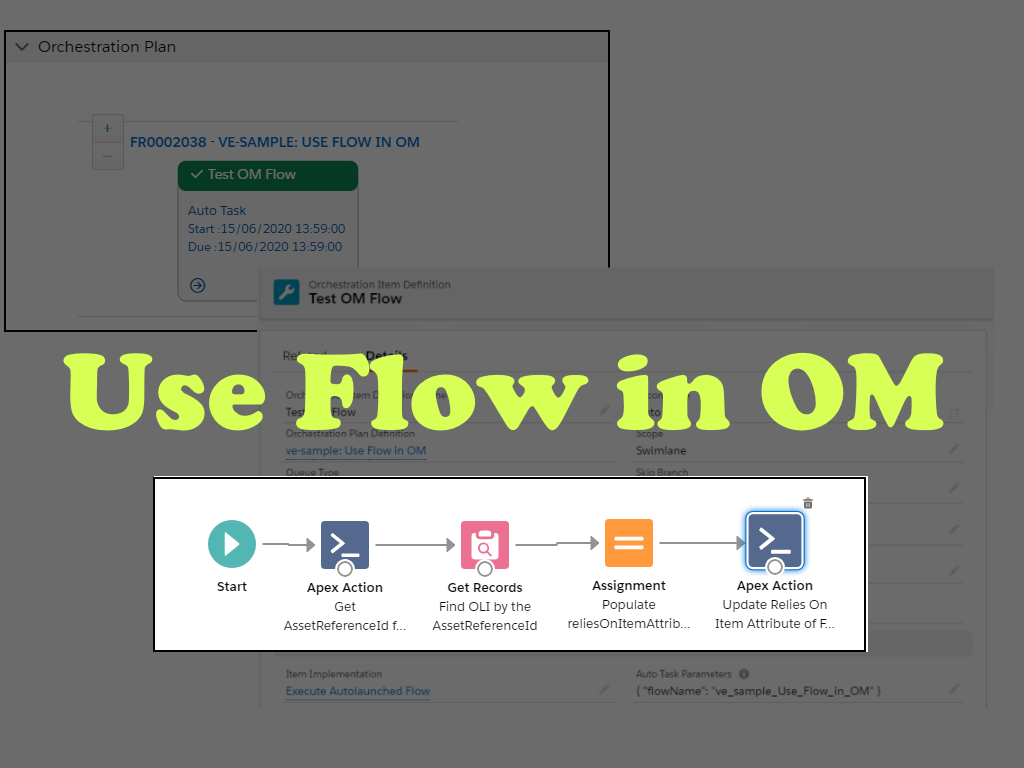 Orchestration Plan
+
−
FR0002038 - VE-SAMPLE: USE FLOW IN OM
Test OM Flow
Auto Task
Start :15/06/2020 13:59:00
Due :15/06/2020 13:59:00
Orchestration Item Definition
Test OM Flow
Details
Use Flow in OM
Orchestration Plan Definition
Scope
ve-sample: Use Flow in OM
Swimlane
Queue Type
Skip Branch
Start
Apex Action
Get
AssetReferenceId f...
Get Records
Find OLI by the
AssetReferenceId
Assignment
Populate
reliesOnItemAttrib...
Apex Action
Update Relies On
Item Attribute of F...
Item Implementation
Auto Task Parameters
Execute Autolaunched Flow
{ "flowName": "ve_sample_Use_Flow_in_OM" }